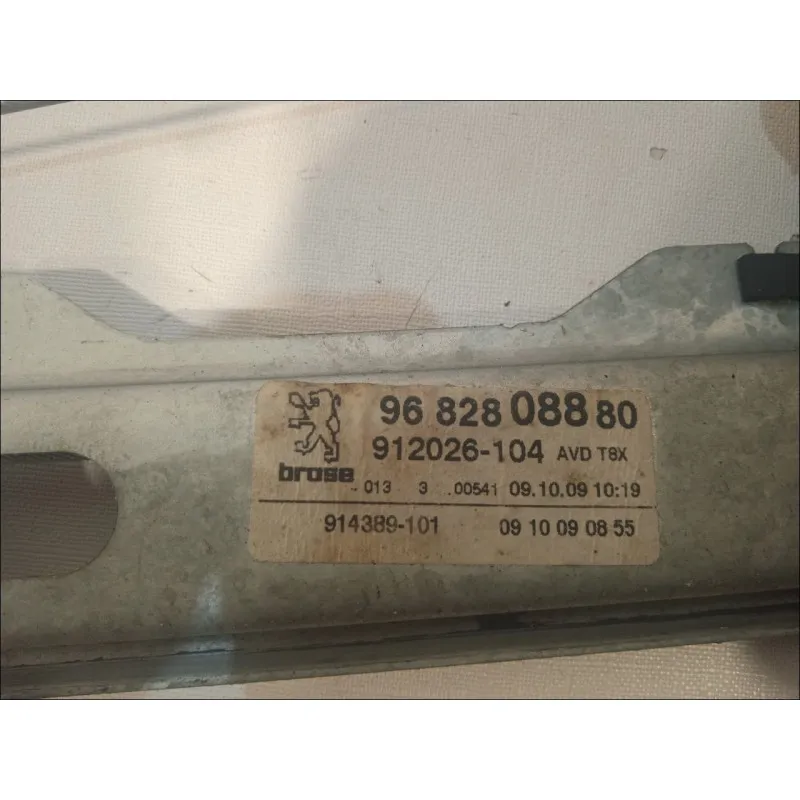 96 828 088 80
912026-104 AVD T8X
brose
- 013 3 00541 09.10.09 10:19
914389-101 09 10 09 08 55